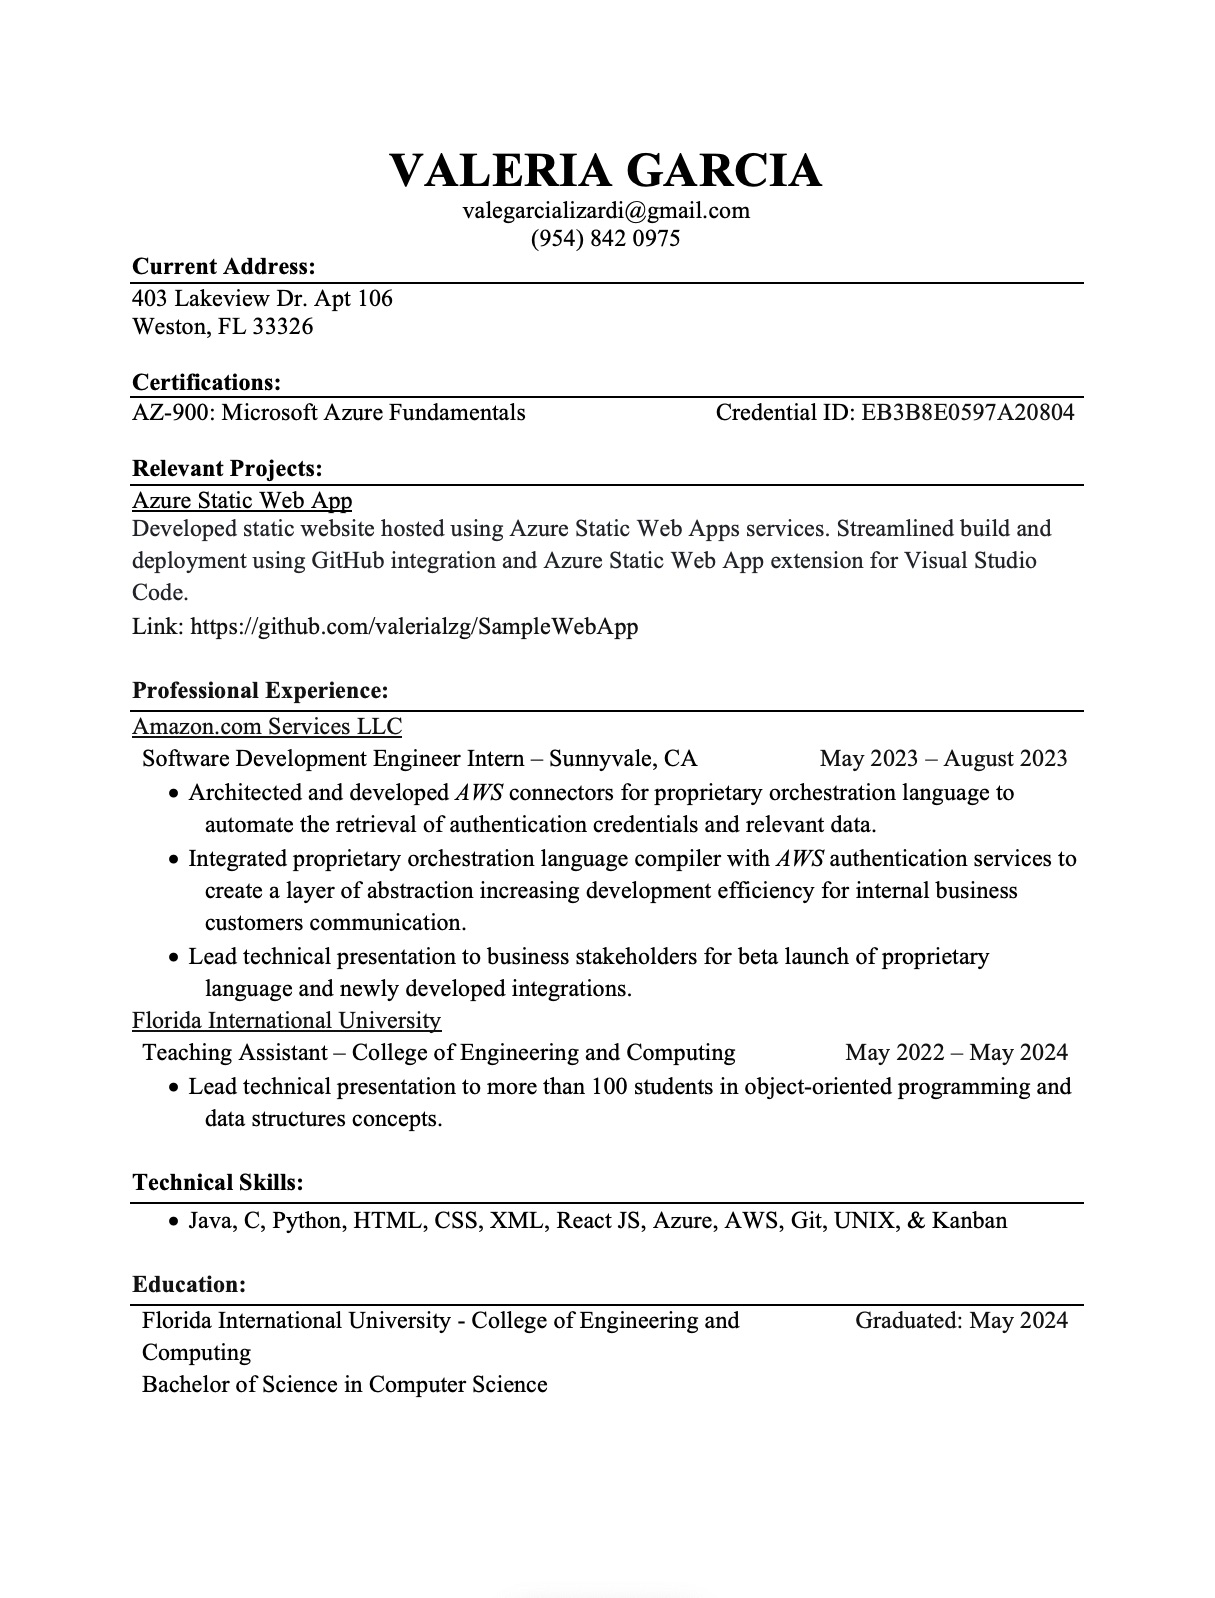 VALERIA GARCIA
valegarcializardi@gmail.com
(954) 842 0975
Current Address:
403 Lakeview Dr. Apt 106
Weston, FL 33326
Certifications:
AZ-900: Microsoft Azure Fundamentals Credential ID: EB3B8E0597A20804
Relevant Projects:
Azure Static Web App
Developed static website hosted using Azure Static Web Apps services. Streamlined build and
deployment using GitHub integration and Azure Static Web App extension for Visual Studio
Code.
Link: https://github.com/valerialzg/SampleWebApp
Professional Experience:
Amazon.com Services LLC
Software Development Engineer Intern – Sunnyvale, CA May 2023 – August 2023
• Architected and developed AWS connectors for proprietary orchestration language to
automate the retrieval of authentication credentials and relevant data.
• Integrated proprietary orchestration language compiler with AWS authentication services to
create a layer of abstraction increasing development efficiency for internal business
customers communication.
• Lead technical presentation to business stakeholders for beta launch of proprietary
language and newly developed integrations.
Florida International University
Teaching Assistant – College of Engineering and Computing May 2022 – May 2024
• Lead technical presentation to more than 100 students in object-oriented programming and
data structures concepts.
Technical Skills:
• Java, C, Python, HTML, CSS, XML, React JS, Azure, AWS, Git, UNIX, & Kanban
Education:
Florida International University - College of Engineering and Graduated: May 2024
Computing
Bachelor of Science in Computer Science